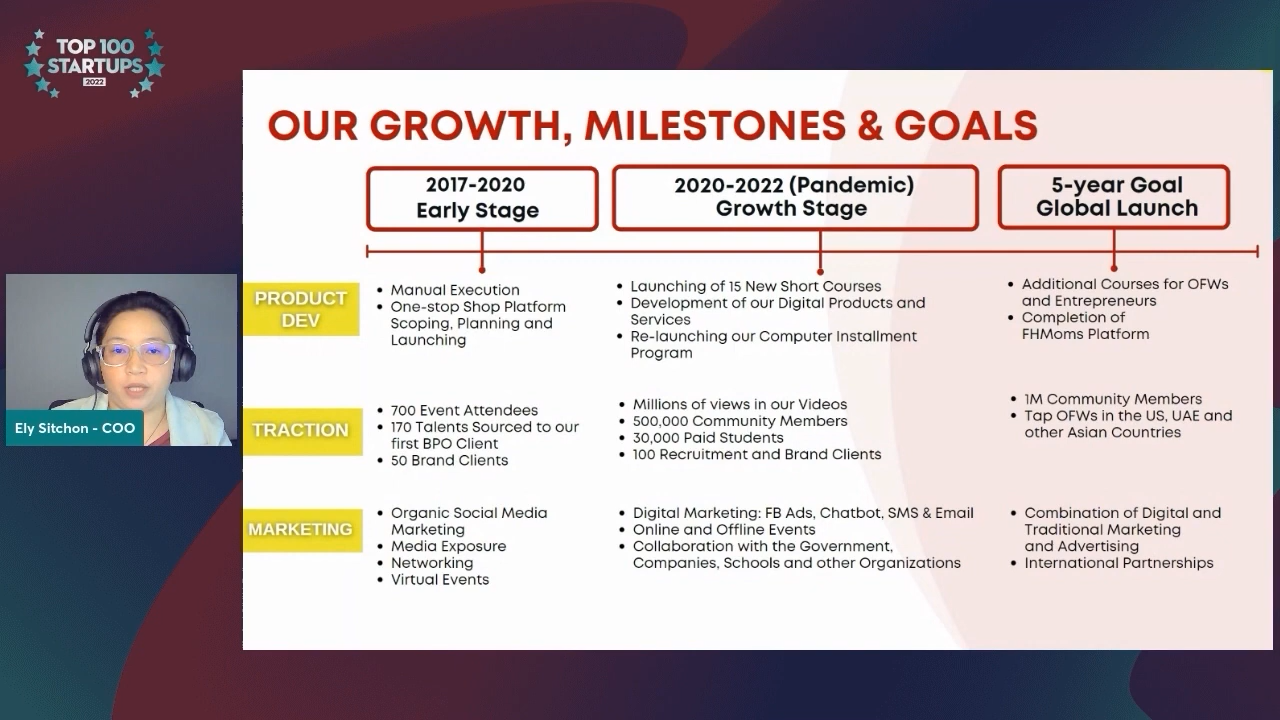 TOP 100
STARTUPS
2022
OUR GROWTH, MILESTONES & GOALS
2017-2020
Early Stage
2020-2022 (Pandemic)
Growth Stage
5-year Goal
Global Launch
PRODUCT
DEV
• Manual Execution
• One-stop Shop Platform
Scoping, Planning and
Launching
• Launching of 15 New Short Courses
• Development of our Digital Products and
Services
• Re-launching our Computer Installment
Program
• Additional Courses for OFWs
and Entrepreneurs
• Completion of
FHMoms Platform
TRACTION
• 700 Event Attendees
• 170 Talents Sourced to our
first BPO Client
• 50 Brand Clients
• Millions of views in our Videos
• 500,000 Community Members
• 30,000 Paid Students
• 100 Recruitment and Brand Clients
• 1M Community Members
• Tap OFWs in the US, UAE and
other Asian Countries
MARKETING
• Organic Social Media
Marketing
• Media Exposure
• Networking
• Virtual Events
• Digital Marketing: FB Ads, Chatbot, SMS & Email
• Online and Offline Events
• Collaboration with the Government,
Companies, Schools and other Organizations
• Combination of Digital and
Traditional Marketing
and Advertising
• International Partnerships
Ely Sitchon - COO